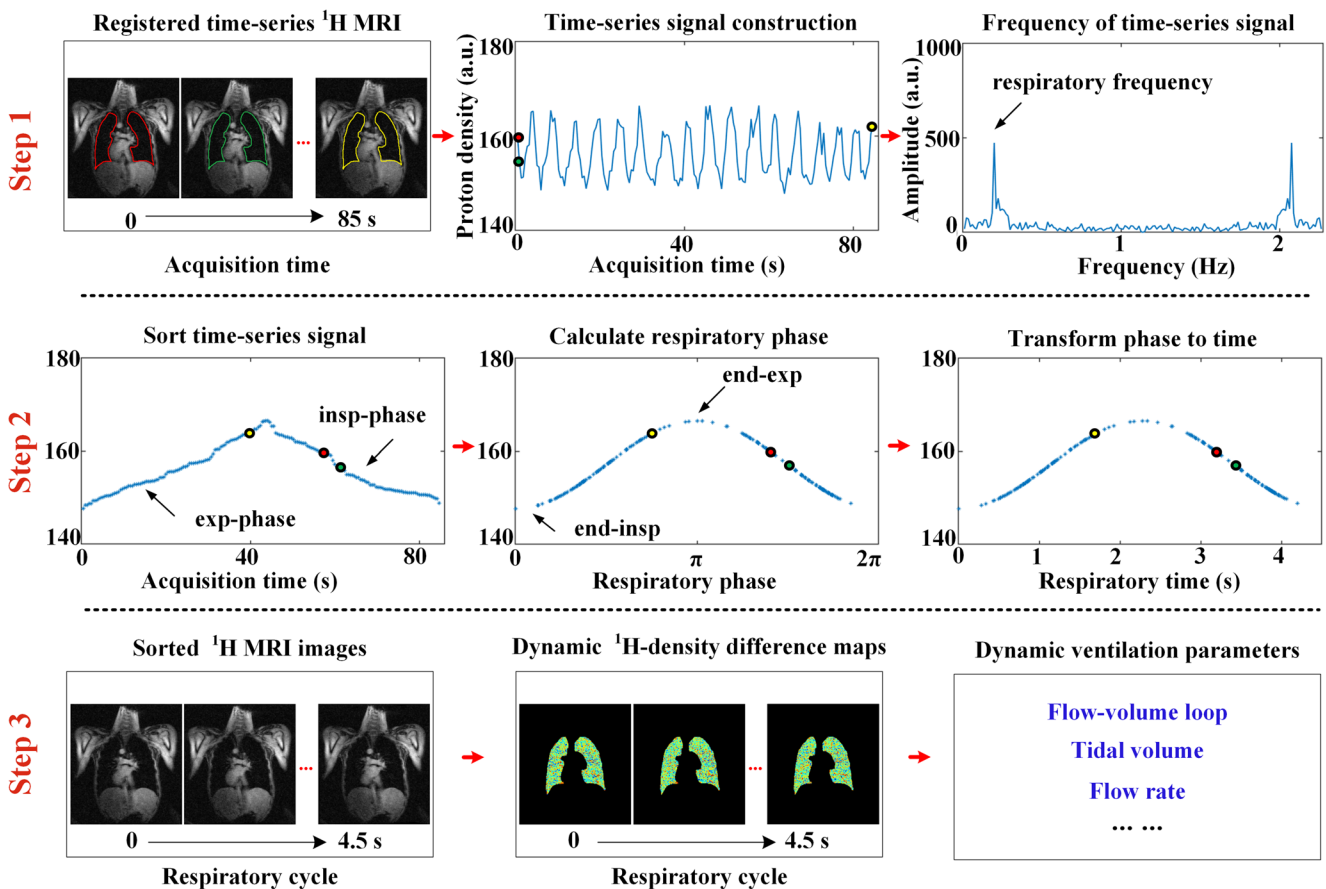 Step 1
Registered time-series ¹H MRI
...
0
85 s
Acquisition time
Time-series signal construction
Proton density (a.u.)
180
160
140
0
40
80
Acquisition time (s)
Frequency of time-series signal
Amplitude (a.u.)
1000
500
0
respiratory frequency
0
1
2
Frequency (Hz)
Step 2
Sort time-series signal
180
160
140
insp-phase
exp-phase
0
40
80
Acquisition time (s)
Calculate respiratory phase
180
160
140
end-exp
end-insp
0
π
2π
Respiratory phase
Transform phase to time
180
160
140
0
1
2
3
4
Respiratory time (s)
Step 3
Sorted ¹H MRI images
...
0
4.5 s
Respiratory cycle
Dynamic ¹H-density difference maps
...
0
4.5 s
Respiratory cycle
Dynamic ventilation parameters
Flow-volume loop
Tidal volume
Flow rate
... ...